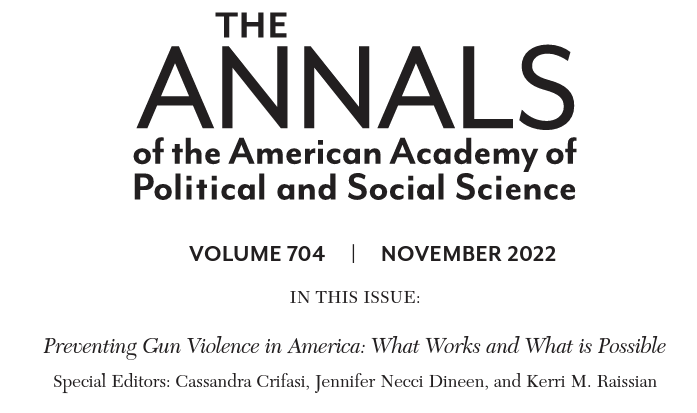 THE
ANNALS
of the American Academy of
Political and Social Science
VOLUME 704 | NOVEMBER 2022
IN THIS ISSUE:
Preventing Gun Violence in America: What Works and What is Possible
Special Editors: Cassandra Crifasi, Jennifer Necci Dineen, and Kerri M. Raissian